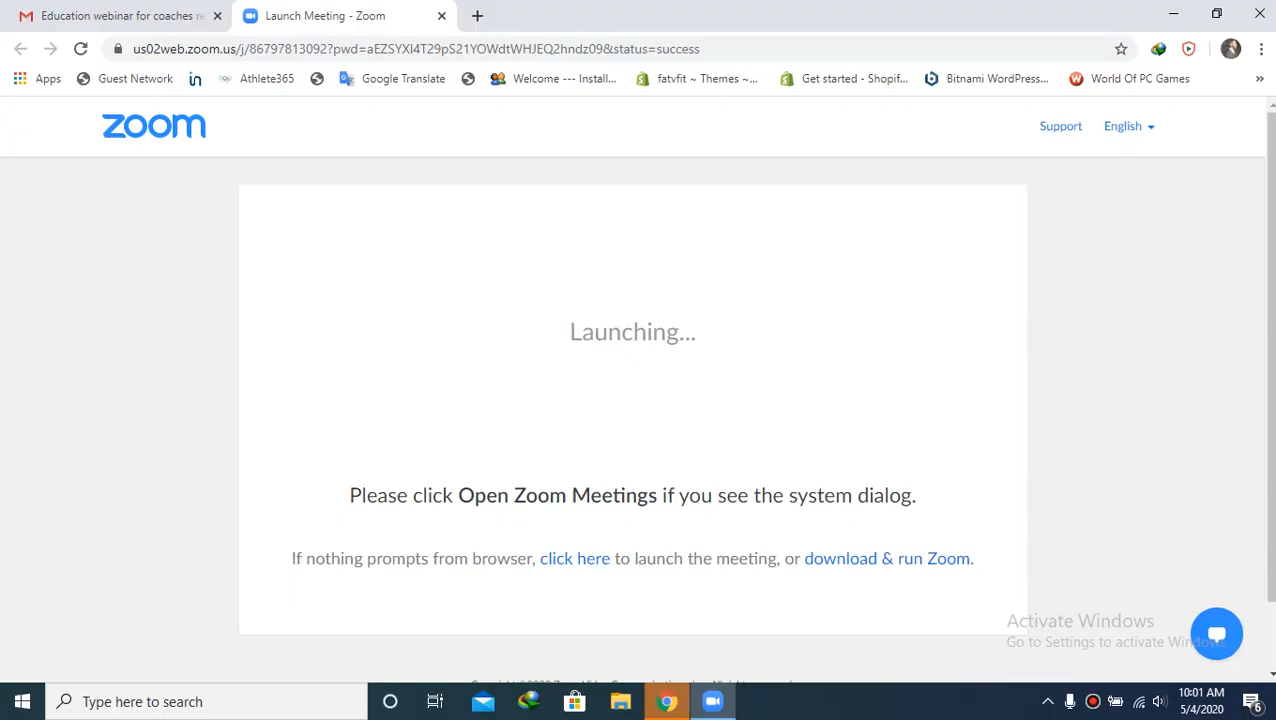 Education webinar for coaches re
Launch Meeting - Zoom
us02web.zoom.us/j/86797813092?pwd=aEZSYXI4T29pS21YOWdtWHJEQ2hndz09&status=success
Apps Guest Network in Athlete365 Google Translate Welcome --- Install... fatvfit ~ Themes ~... Get started - Shopif... Bitnami WordPress... World Of PC Games »
zoom
Support English
Launching...
Please click Open Zoom Meetings if you see the system dialog.
If nothing prompts from browser, click here to launch the meeting, or download & run Zoom.
Activate Windows
Go to Settings to activate Windows.
Type here to search
10:01 AM
5/4/2020
6